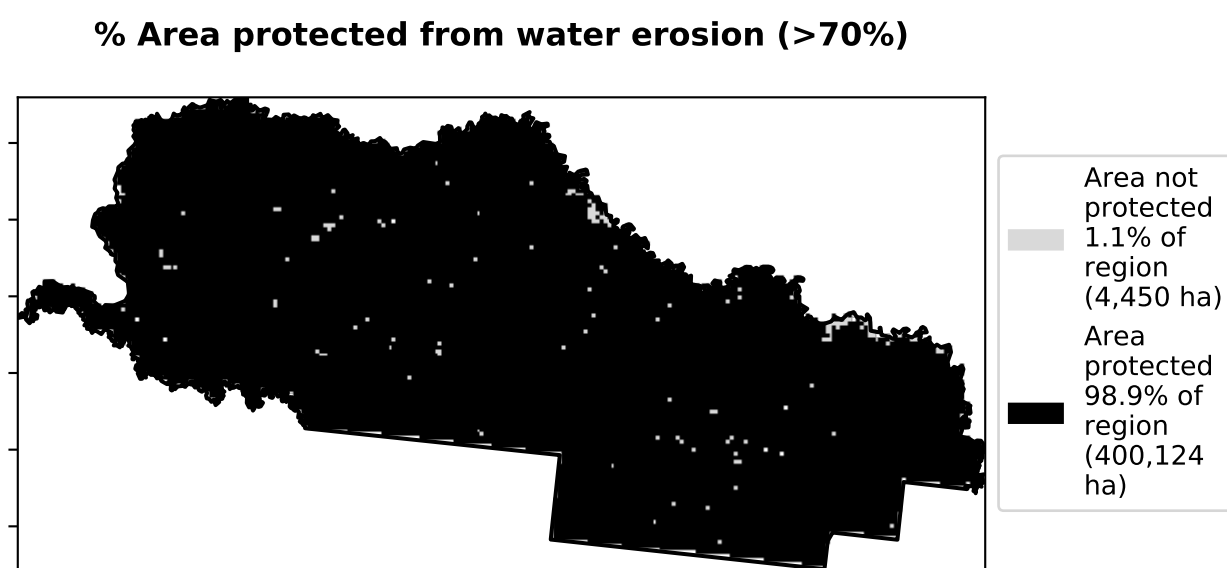 % Area protected from water erosion (>70%)
Area not
protected
1.1% of
region
(4,450 ha)
Area
protected
98.9% of
region
(400,124
ha)